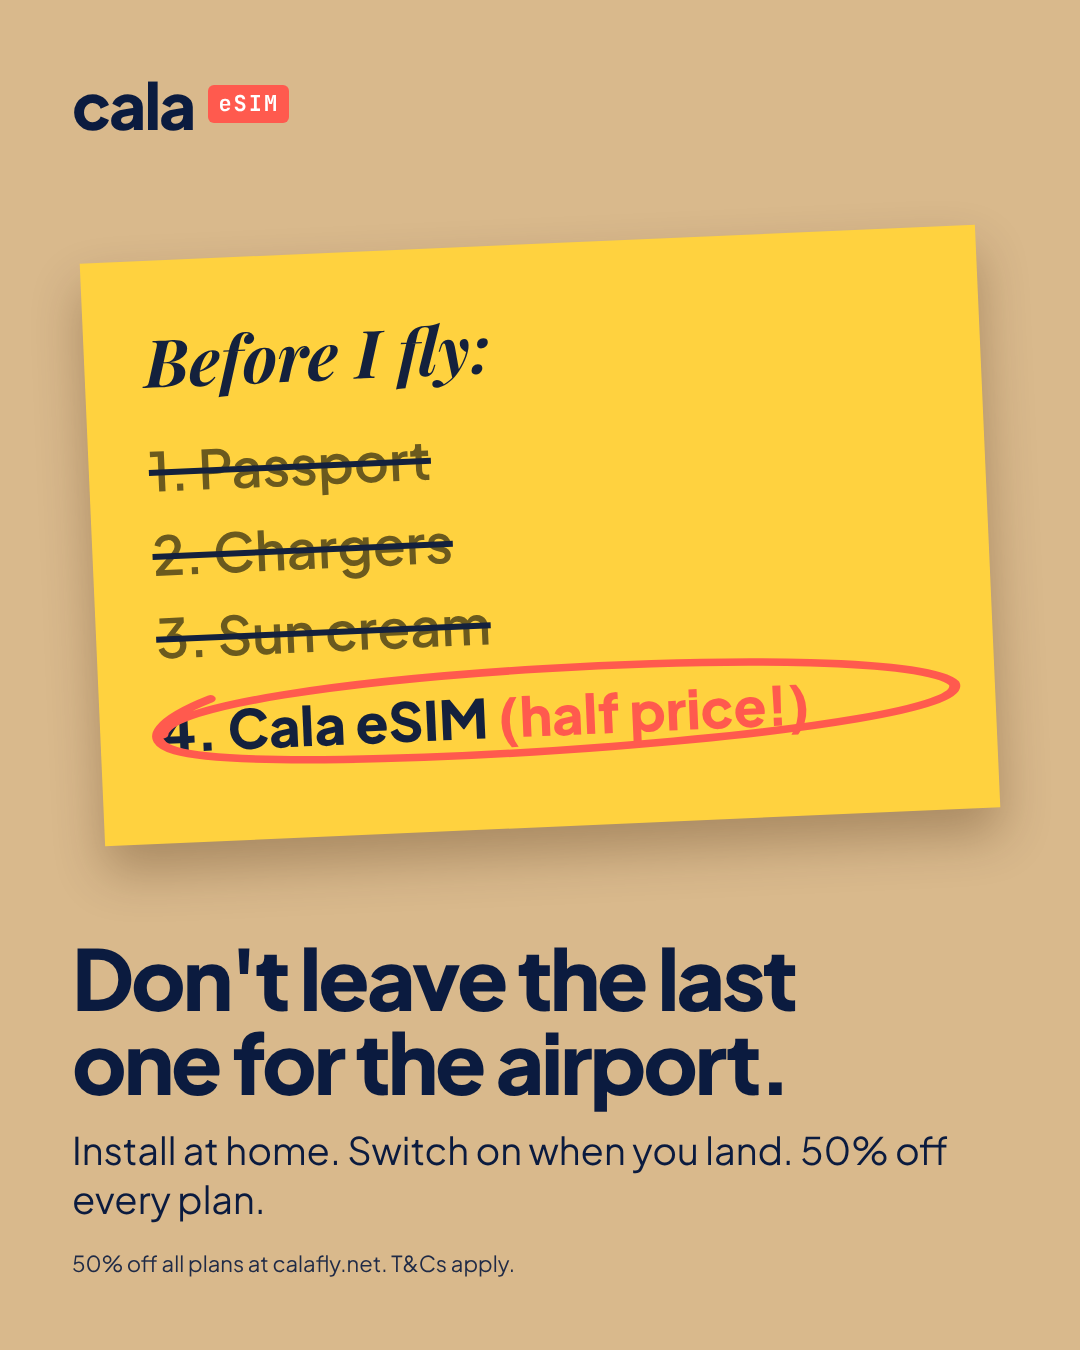 cala eSIM
Before I fly:
1. Passport
2. Chargers
3. Sun cream
4. Cala eSIM (half price!)
Don't leave the last
one for the airport.
Install at home. Switch on when you land. 50% off
every plan.
50% off all plans at calafly.net. T&Cs apply.